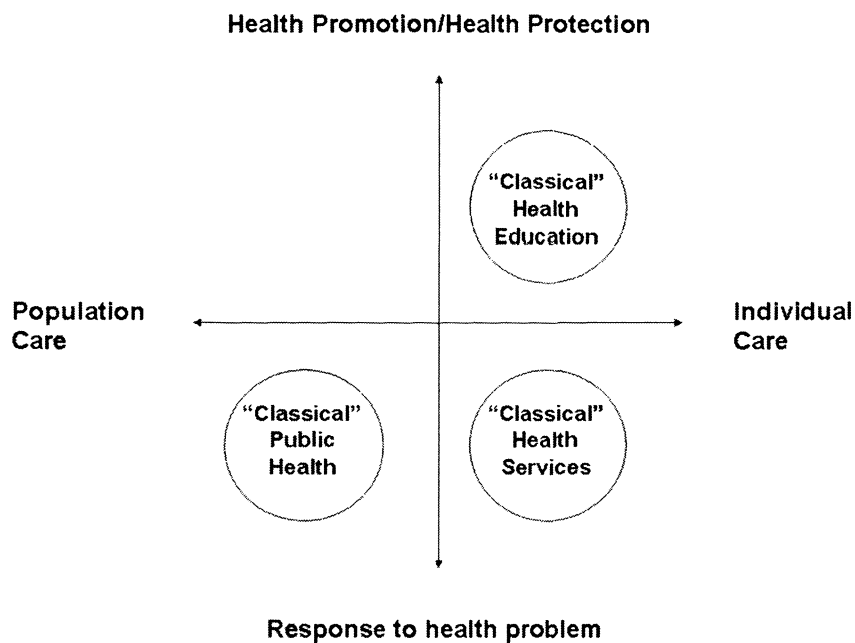 Health Promotion/Health Protection
“Classical”
Health
Education
Population
Care
Individual
Care
“Classical”
Public
Health
“Classical”
Health
Services
Response to health problem